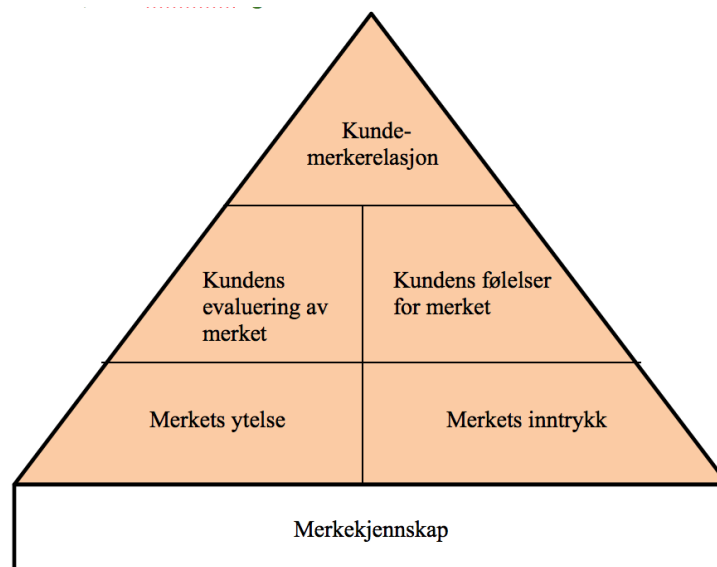 Kunde-
merkerelasjon
Kundens
evaluering av
merket
Kundens følelser
for merket
Merkets ytelse
Merkets inntrykk
Merkekjennskap